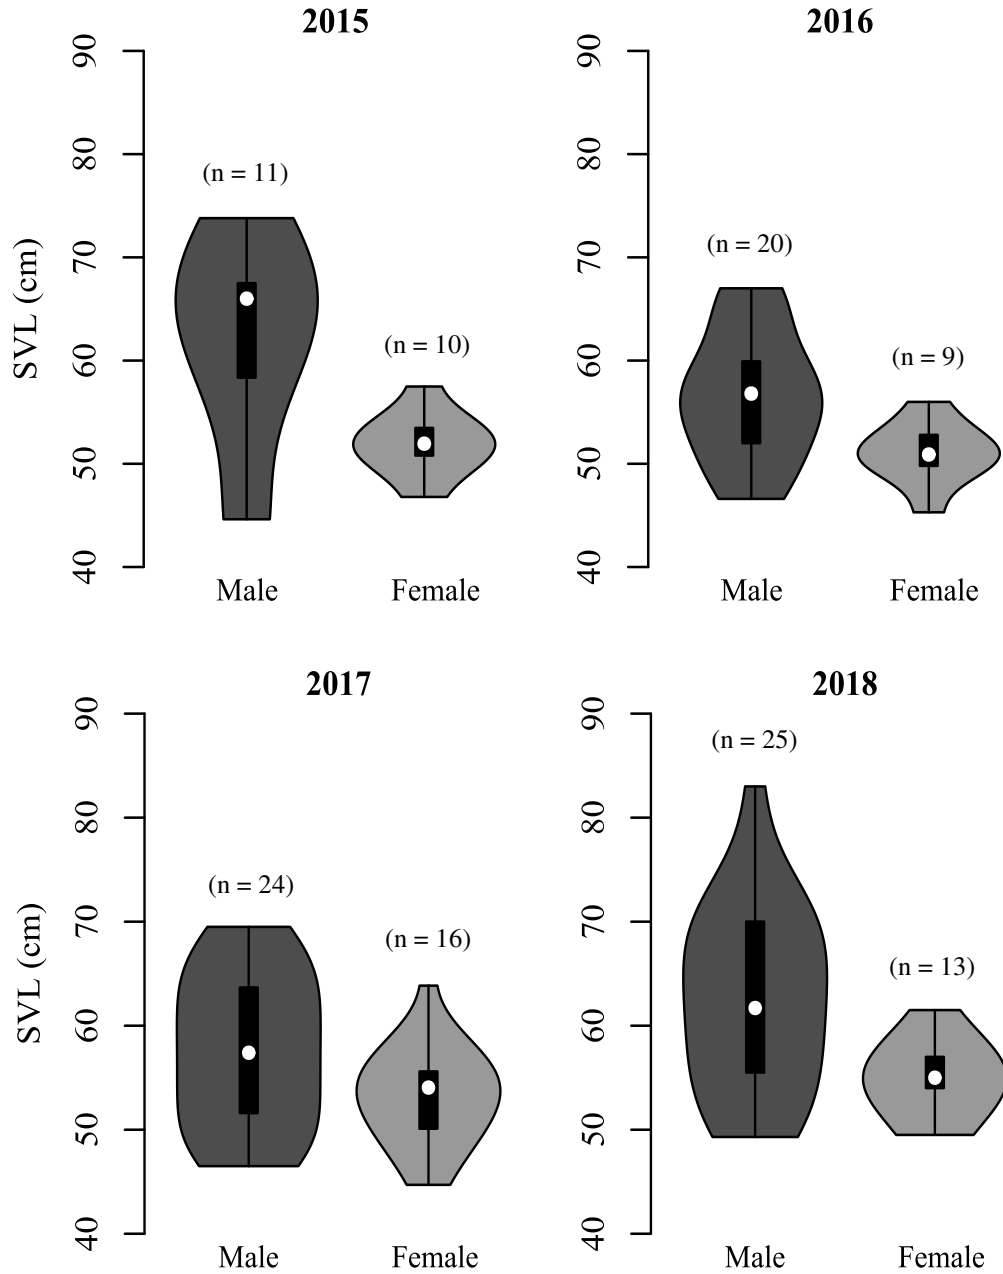 2015
2016
90
80
70
60
50
40
SVL (cm)
(n = 11)
(n = 10)
Male
Female
90
80
70
60
50
40
(n = 20)
(n = 9)
Male
Female
2017
2018
90
80
70
60
50
40
SVL (cm)
(n = 24)
(n = 16)
Male
Female
90
80
70
60
50
40
(n = 25)
(n = 13)
Male
Female